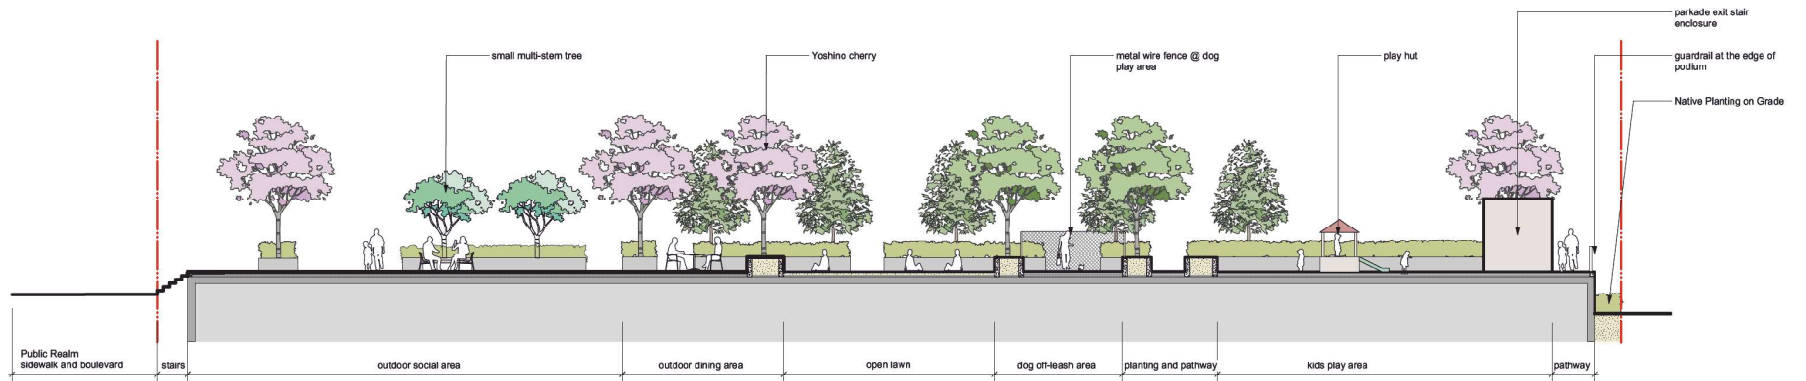 parkade exit stair
enclosure
small multi-stem tree
Yoshino cherry
metal wire fence @ dog
play area
play hut
guardrail at the edge of
podium
Native Planting on Grade
Public Realm
sidewalk and boulevard
stairs
outdoor social area
outdoor dining area
open lawn
dog off-leash area
planting and pathway
kids play area
pathway